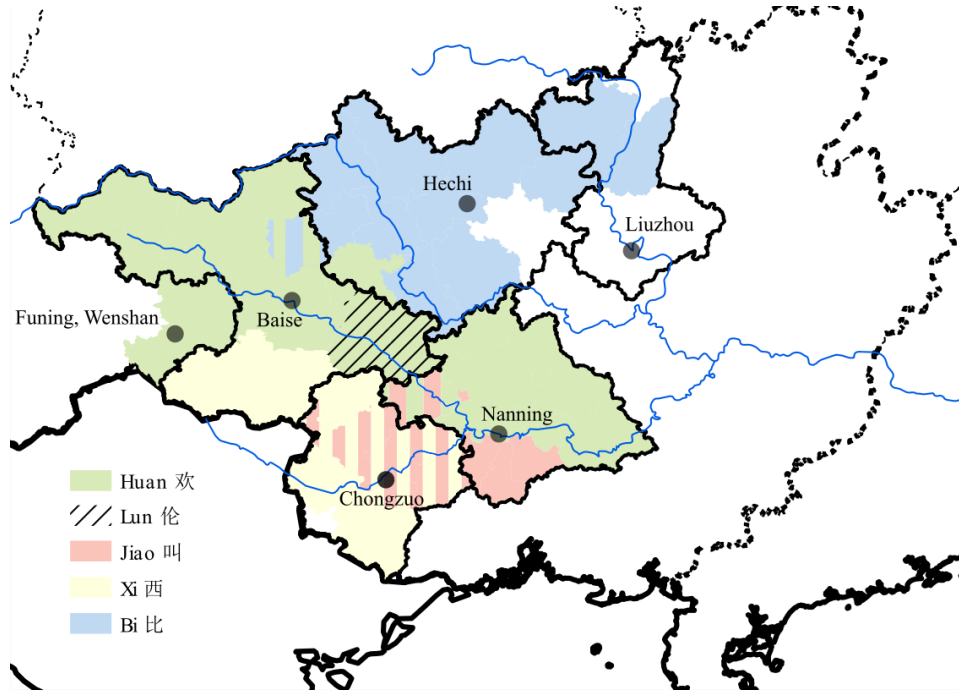 Hechi
Liuzhou
Funing, Wenshan
Baise
Nanning
Chongzuo
Huan 欢
Lun 伦
Jiao 叫
Xi 西
Bi 比